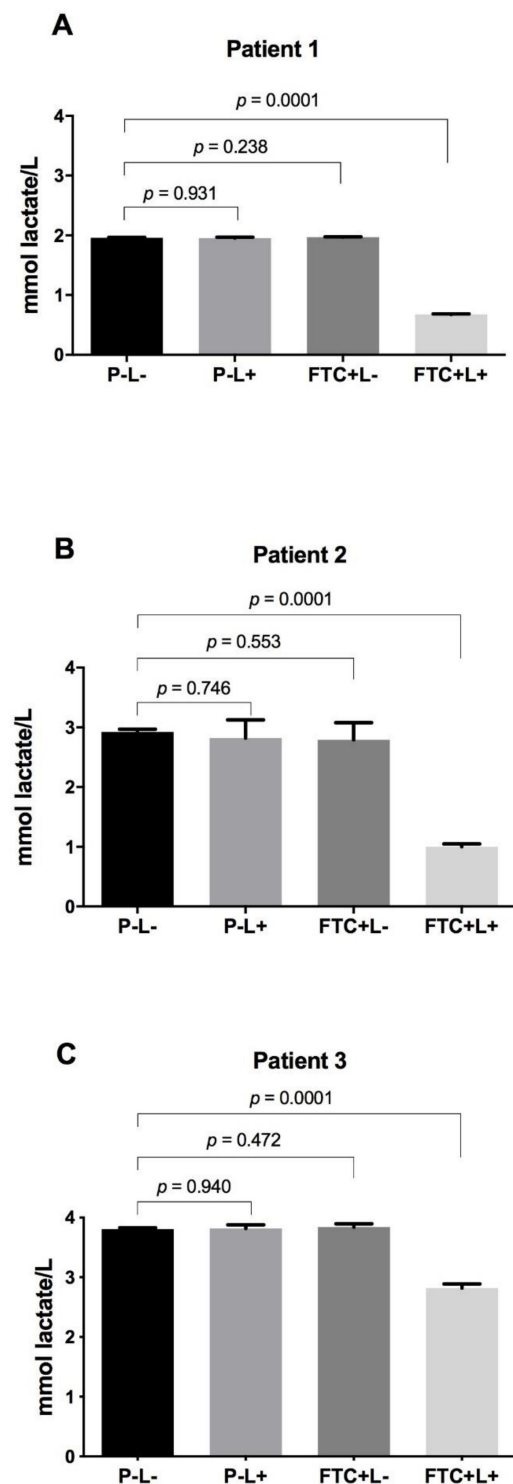 A
Patient 1
p = 0.0001
p = 0.238
p = 0.931
mmol lactate/L
4
3
2
1
0
P-L- P-L+ FTC+L- FTC+L+
B
Patient 2
p = 0.0001
p = 0.553
p = 0.746
mmol lactate/L
4
3
2
1
0
P-L- P-L+ FTC+L- FTC+L+
C
Patient 3
p = 0.0001
p = 0.472
p = 0.940
mmol lactate/L
4
3
2
1
0
P-L- P-L+ FTC+L- FTC+L+